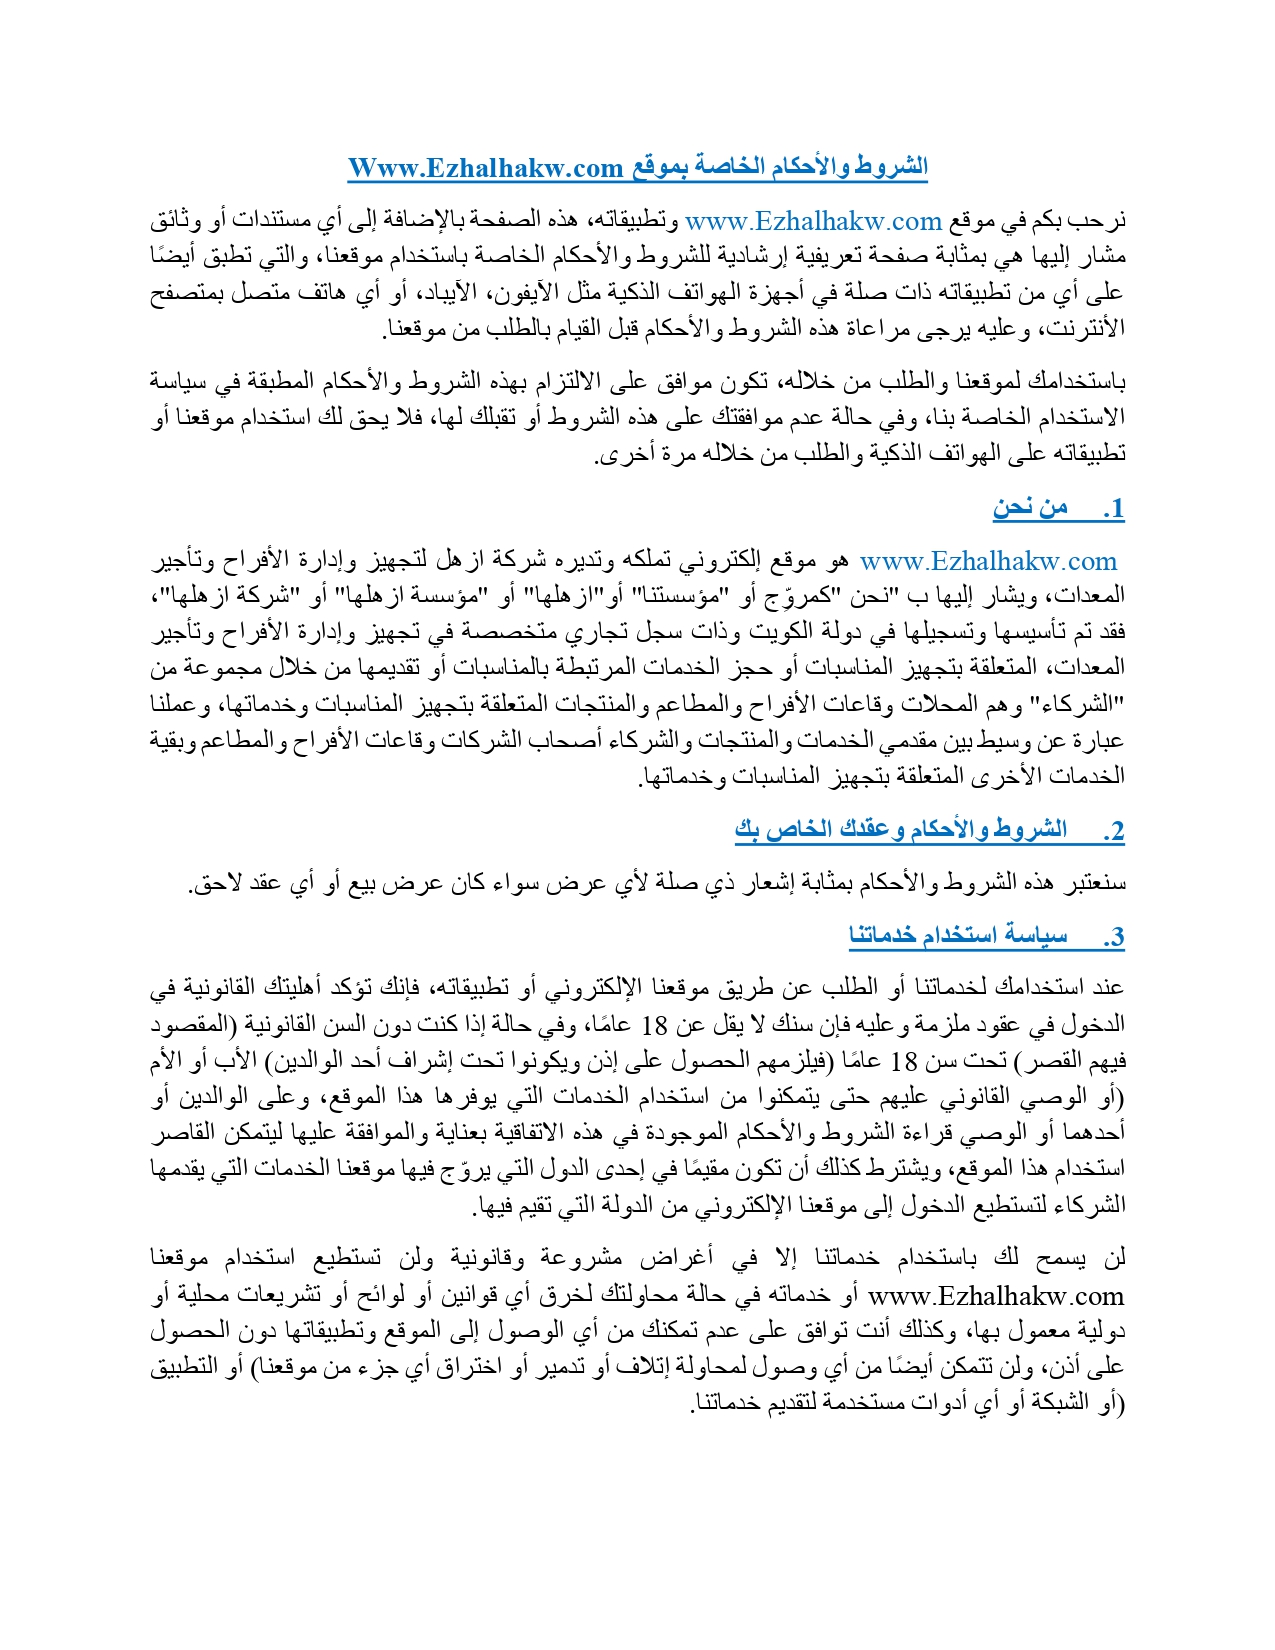 الشروط والأحكام الخاصة بموقع Www.Ezhalhakw.com
نرحب بكم في موقع www.Ezhalhakw.com وتطبيقاته، هذه الصفحة بالإضافة إلى أي مستندات أو وثائق
مشار إليها هي بمثابة صفحة تعريفية إرشادية للشروط والأحكام الخاصة باستخدام موقعنا، والتي تطبق أيضًا
على أي من تطبيقاته ذات صلة في أجهزة الهواتف الذكية مثل الآيفون، الآيباد، أو أي هاتف متصل بمتصفح
الأنترنت، وعليه يرجى مراعاة هذه الشروط والأحكام قبل القيام بالطلب من موقعنا.
باستخدامك لموقعنا والطلب من خلاله، تكون موافق على الالتزام بهذه الشروط والأحكام المطبقة في سياسة
الاستخدام الخاصة بنا، وفي حالة عدم موافقتك على هذه الشروط أو تقبلك لها، فلا يحق لك استخدام موقعنا أو
تطبيقاته على الهواتف الذكية والطلب من خلاله مرة أخرى.
1. من نحن
www.Ezhalhakw.com هو موقع إلكتروني تملكه وتديره شركة ازهل لتجهيز وإدارة الأفراح وتأجير
المعدات، ويشار إليها ب "نحن "كمروّج أو "مؤسستنا" أو"ازهلها" أو "مؤسسة ازهلها" أو "شركة ازهلها"،
فقد تم تأسيسها وتسجيلها في دولة الكويت وذات سجل تجاري متخصصة في تجهيز وإدارة الأفراح وتأجير
المعدات، المتعلقة بتجهيز المناسبات أو حجز الخدمات المرتبطة بالمناسبات أو تقديمها من خلال مجموعة من
"الشركاء" وهم المحلات وقاعات الأفراح والمطاعم والمنتجات المتعلقة بتجهيز المناسبات وخدماتها، وعملنا
عبارة عن وسيط بين مقدمي الخدمات والمنتجات والشركاء أصحاب الشركات وقاعات الأفراح والمطاعم وبقية
الخدمات الأخرى المتعلقة بتجهيز المناسبات وخدماتها.
2. الشروط والأحكام وعقدك الخاص بك
سنعتبر هذه الشروط والأحكام بمثابة إشعار ذي صلة لأي عرض سواء كان عرض بيع أو أي عقد لاحق.
3. سياسة استخدام خدماتنا
عند استخدامك لخدماتنا أو الطلب عن طريق موقعنا الإلكتروني أو تطبيقاته، فإنك تؤكد أهليتك القانونية في
الدخول في عقود ملزمة وعليه فإن سنك لا يقل عن 18 عامًا، وفي حالة إذا كنت دون السن القانونية (المقصود
فيهم القصر) تحت سن 18 عامًا (فيلزمهم الحصول على إذن ويكونوا تحت إشراف أحد الوالدين) الأب أو الأم
(أو الوصي القانوني عليهم حتى يتمكنوا من استخدام الخدمات التي يوفرها هذا الموقع، وعلى الوالدين أو
أحدهما أو الوصي قراءة الشروط والأحكام الموجودة في هذه الاتفاقية بعناية والموافقة عليها ليتمكن القاصر
استخدام هذا الموقع، ويشترط كذلك أن تكون مقيمًا في إحدى الدول التي يروّج فيها موقعنا الخدمات التي يقدمها
الشركاء لتستطيع الدخول إلى موقعنا الإلكتروني من الدولة التي تقيم فيها.
لن يسمح لك باستخدام خدماتنا إلا في أغراض مشروعة وقانونية ولن تستطيع استخدام موقعنا
www.Ezhalhakw.com أو خدماته في حالة محاولتك لخرق أي قوانين أو لوائح أو تشريعات محلية أو
دولية معمول بها، وكذلك أنت توافق على عدم تمكنك من أي الوصول إلى الموقع وتطبيقاتها دون الحصول
على أذن، ولن تتمكن أيضًا من أي وصول لمحاولة إتلاف أو تدمير أو اختراق أي جزء من موقعنا) أو التطبيق
(أو الشبكة أو أي أدوات مستخدمة لتقديم خدماتنا.